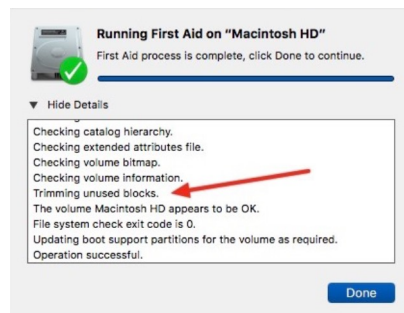 Running First Aid on “Macintosh HD”
First Aid process is complete, click Done to continue.
Hide Details
Checking catalog hierarchy.
Checking extended attributes file.
Checking volume bitmap.
Checking volume information.
Trimming unused blocks.
The volume Macintosh HD appears to be OK.
File system check exit code is 0.
Updating boot support partitions for the volume as required.
Operation successful.
Done